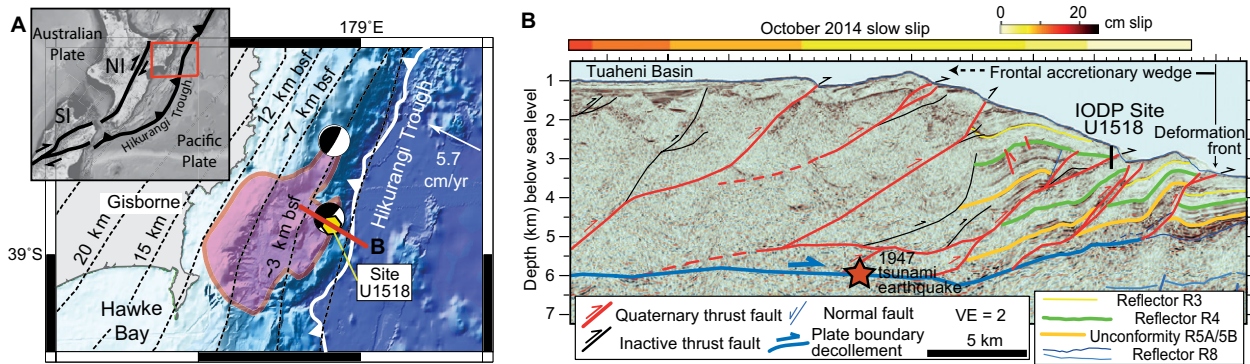 A
179°E
Australian
Plate
NI
SI
Hikurangi Trough
Pacific
Plate
12 km bsf
~7 km bsf
5.7
cm/yr
Hikurangi Trough
Gisborne
20 km
15 km
~3 km bsf
B
39°S
Site
U1518
Hawke
Bay
B
October 2014 slow slip
0 20
cm slip
Tuaheni Basin
Frontal accretionary wedge
IODP Site
U1518
Deformation
front
Depth (km) below sea level
1
2
3
4
5
6
7
1947
tsunami
earthquake
Quaternary thrust fault
Normal fault
VE = 2
Inactive thrust fault
Plate boundary
decollement
5 km
Reflector R3
Reflector R4
Unconformity R5A/5B
Reflector R8